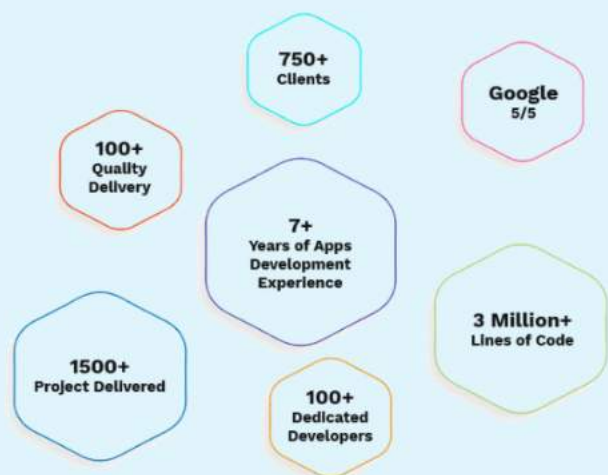 750+
Clients
Google
5/5
100+
Quality
Delivery
7+
Years of Apps
Development
Experience
3 Million+
Lines of Code
1500+
Project Delivered
100+
Dedicated
Developers